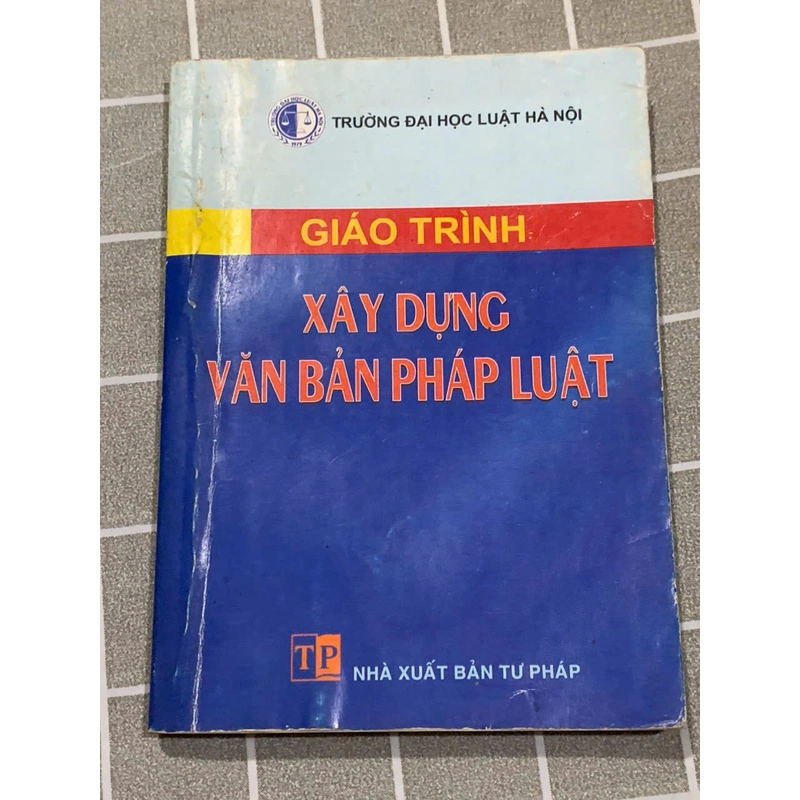 TRƯỜNG ĐẠI HỌC LUẬT HÀ NỘI
GIÁO TRÌNH
XÂY DỰNG
VĂN BẢN PHÁP LUẬT
TP
NHÀ XUẤT BẢN TƯ PHÁP